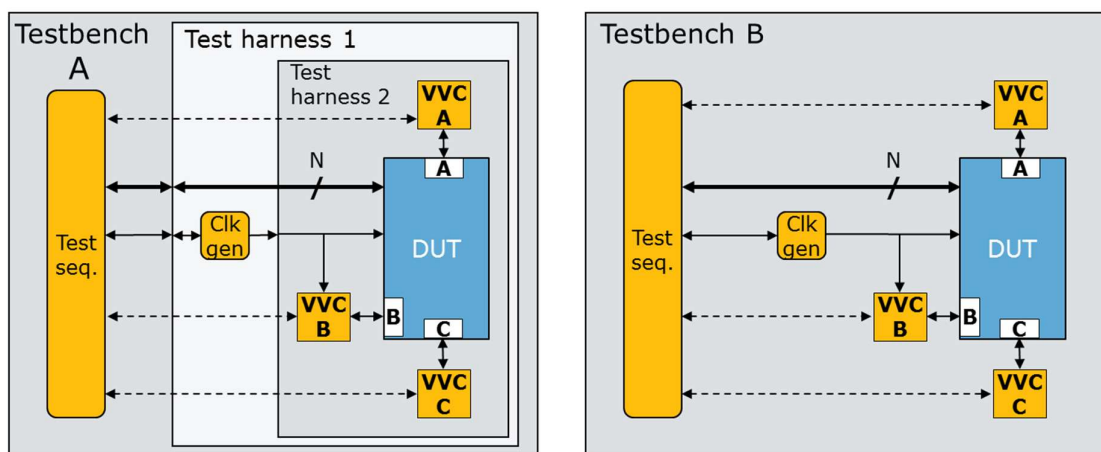 Testbench
A
Test harness 1
Test
harness 2
VVC
A
A
N
Clk
gen
Test
seq.
DUT
VVC
B
B
C
VVC
C
Testbench B
VVC
A
A
N
Clk
gen
Test
seq.
DUT
VVC
B
B
C
VVC
C